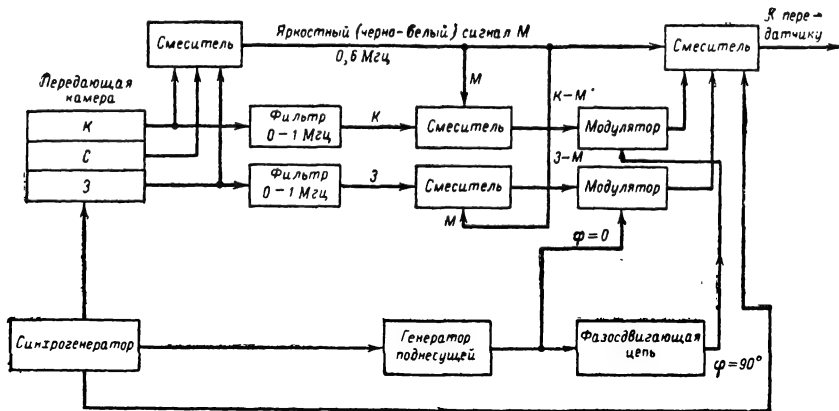 Яркостный (черно-белый) сигнал М
К пере-
датчику
Смеситель
0,6 Мгц
Смеситель
Передающая
камера
М
К-М
К
Фильтр
0-1 Мгц
К
Смеситель
Модулятор
С
З-М
З
Фильтр
0-1 Мгц
З
Смеситель
Модулятор
М
φ=0
Синхрогенератор
Генератор
поднесущей
Фазосдвигающая
цепь
φ=90°